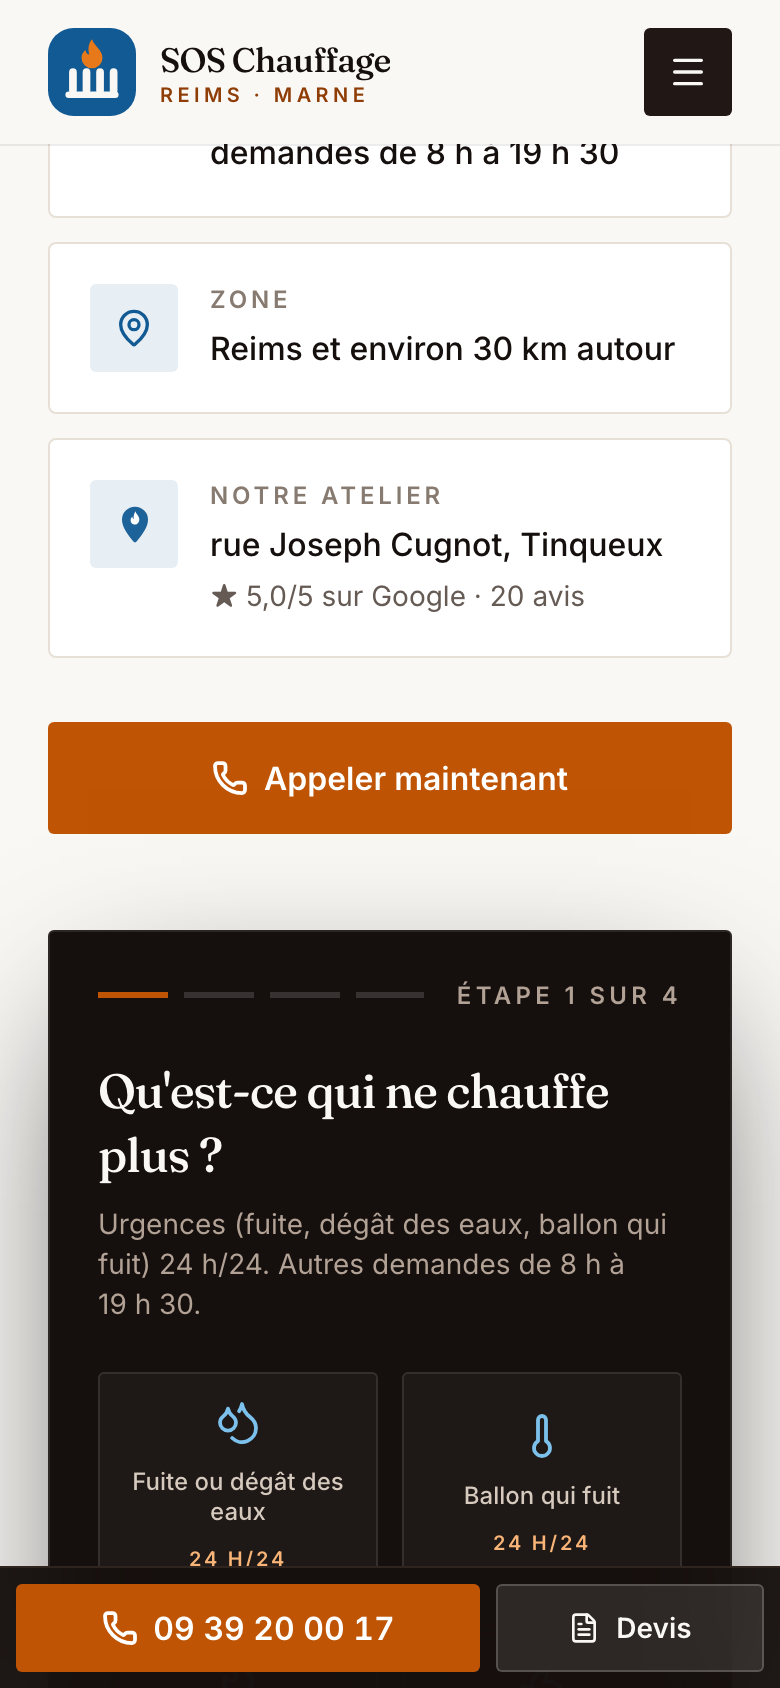 SOS Chauffage
REIMS · MARNE
demandes de 8 h à 19 h 30
ZONE
Reims et environ 30 km autour
NOTRE ATELIER
rue Joseph Cugnot, Tinqueux
★ 5,0/5 sur Google · 20 avis
Appeler maintenant
ÉTAPE 1 SUR 4
Qu'est-ce qui ne chauffe
plus ?
Urgences (fuite, dégât des eaux, ballon qui
fuit) 24 h/24. Autres demandes de 8 h à
19 h 30.
Fuite ou dégât des
eaux
24 H/24
Ballon qui fuit
24 H/24
09 39 20 00 17
Devis